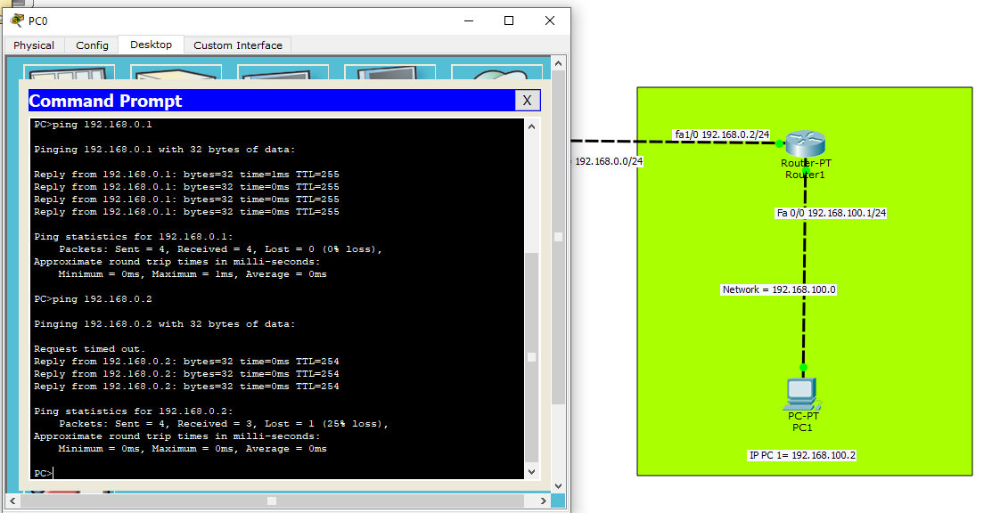 PC0
Physical Config Desktop Custom Interface
Command Prompt X
PC>ping 192.168.0.1
Pinging 192.168.0.1 with 32 bytes of data:
Reply from 192.168.0.1: bytes=32 time=1ms TTL=255
Reply from 192.168.0.1: bytes=32 time=0ms TTL=255
Reply from 192.168.0.1: bytes=32 time=0ms TTL=255
Reply from 192.168.0.1: bytes=32 time=0ms TTL=255
Ping statistics for 192.168.0.1:
Packets: Sent = 4, Received = 4, Lost = 0 (0% loss),
Approximate round trip times in milli-seconds:
Minimum = 0ms, Maximum = 1ms, Average = 0ms
PC>ping 192.168.0.2
Pinging 192.168.0.2 with 32 bytes of data:
Request timed out.
Reply from 192.168.0.2: bytes=32 time=0ms TTL=254
Reply from 192.168.0.2: bytes=32 time=0ms TTL=254
Reply from 192.168.0.2: bytes=32 time=0ms TTL=254
Ping statistics for 192.168.0.2:
Packets: Sent = 4, Received = 3, Lost = 1 (25% loss),
Approximate round trip times in milli-seconds:
Minimum = 0ms, Maximum = 0ms, Average = 0ms
PC>
fa1/0 192.168.0.2/24
= 192.168.0.0/24
Router-PT
Router1
Fa 0/0 192.168.100.1/24
Network = 192.168.100.0
PC-PT
PC1
IP PC 1= 192.168.100.2